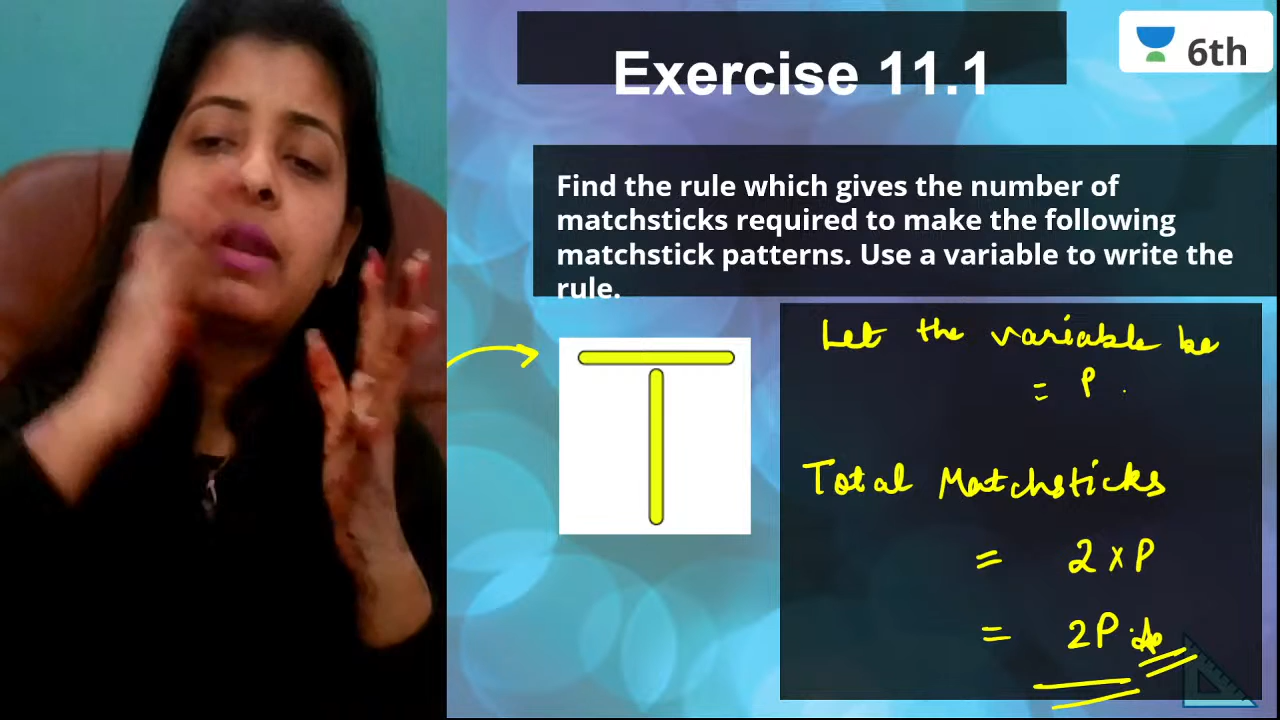 Exercise 11.1
6th
Find the rule which gives the number of
matchsticks required to make the following
matchstick patterns. Use a variable to write the
rule.
Let the variable be
= P.
Total Matchsticks
= 2 × P
= 2P.